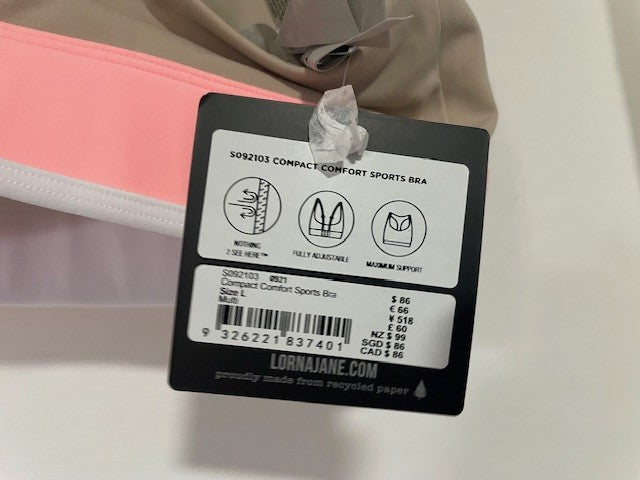 S092103 COMPACT COMFORT SPORTS BRA
NOTHING
2 SEE HERE™
FULLY ADJUSTABLE
MAXIMUM SUPPORT
S092103 0921
Compact Comfort Sports Bra
Size L
Multi
$ 86
€ 66
¥ 518
£ 60
NZ $ 99
SGD $ 86
CAD $ 86
9 326221 837401
LORNAJANE.COM
proudly made from recycled paper